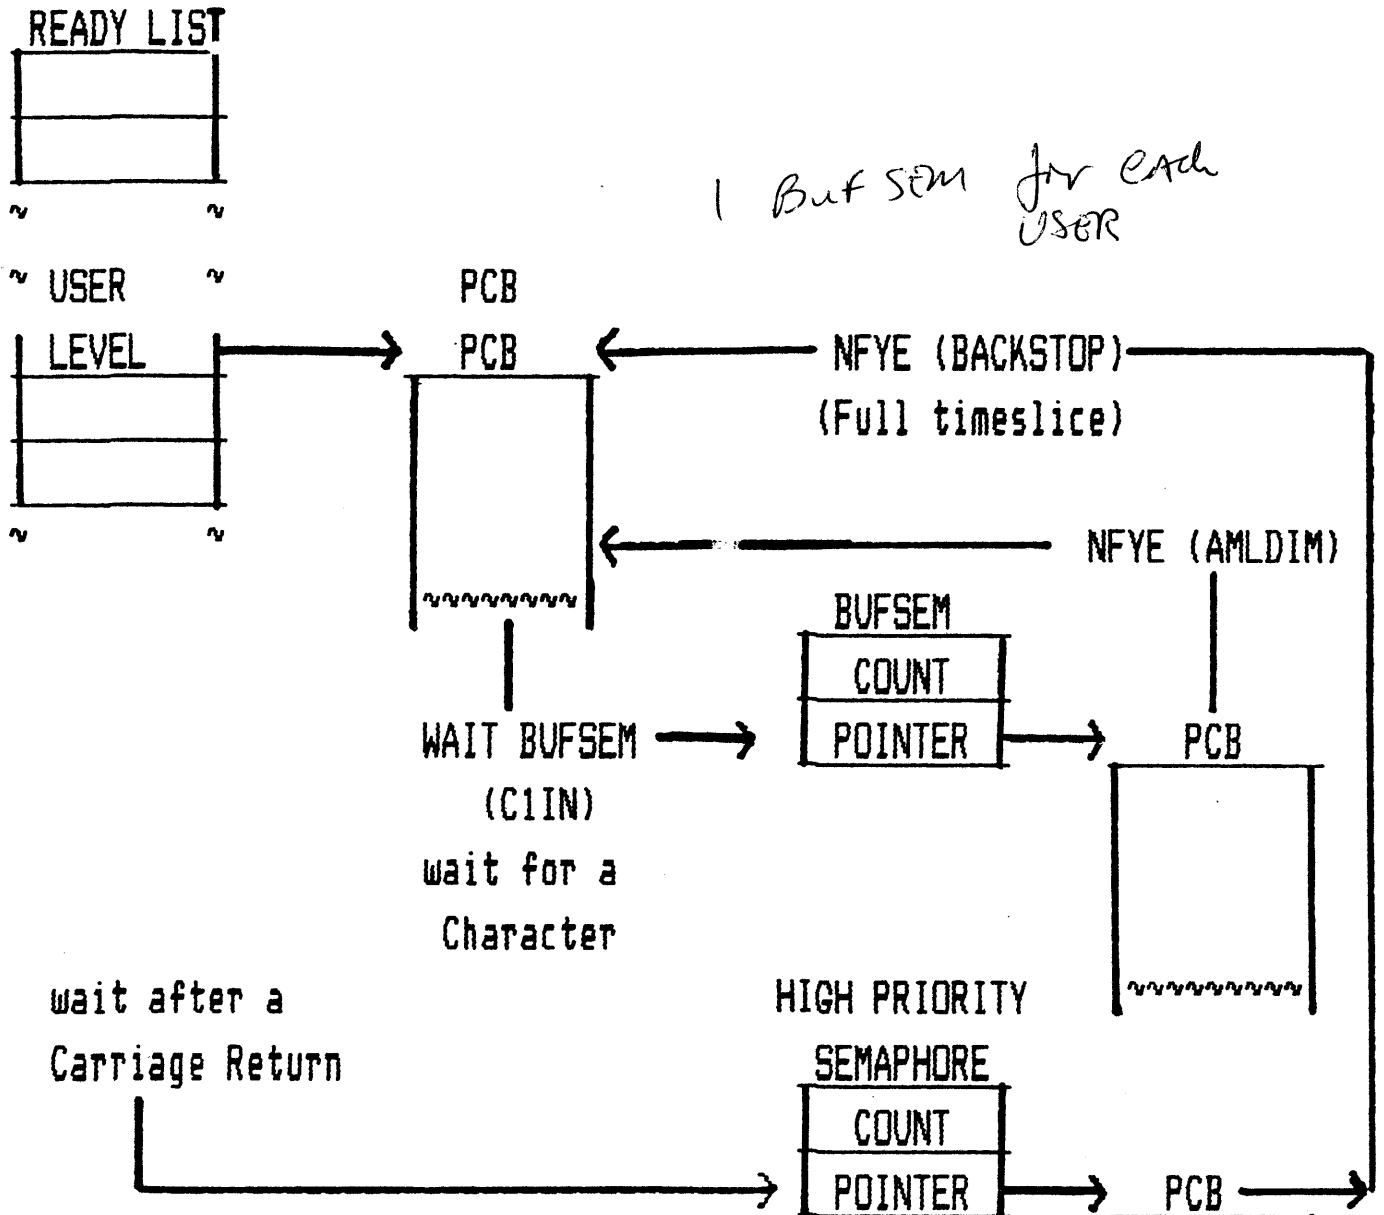 READY LIST
1 BUF SEM for each
USER
USER
LEVEL
PCB
PCB
NFYE (BACKSTOP)
(Full timeslice)
NFYE (AMLDIM)
BUFSEM
COUNT
POINTER
PCB
WAIT BUFSEM
(C1IN)
wait for a
Character
wait after a
Carriage Return
HIGH PRIORITY
SEMAPHORE
COUNT
POINTER
PCB